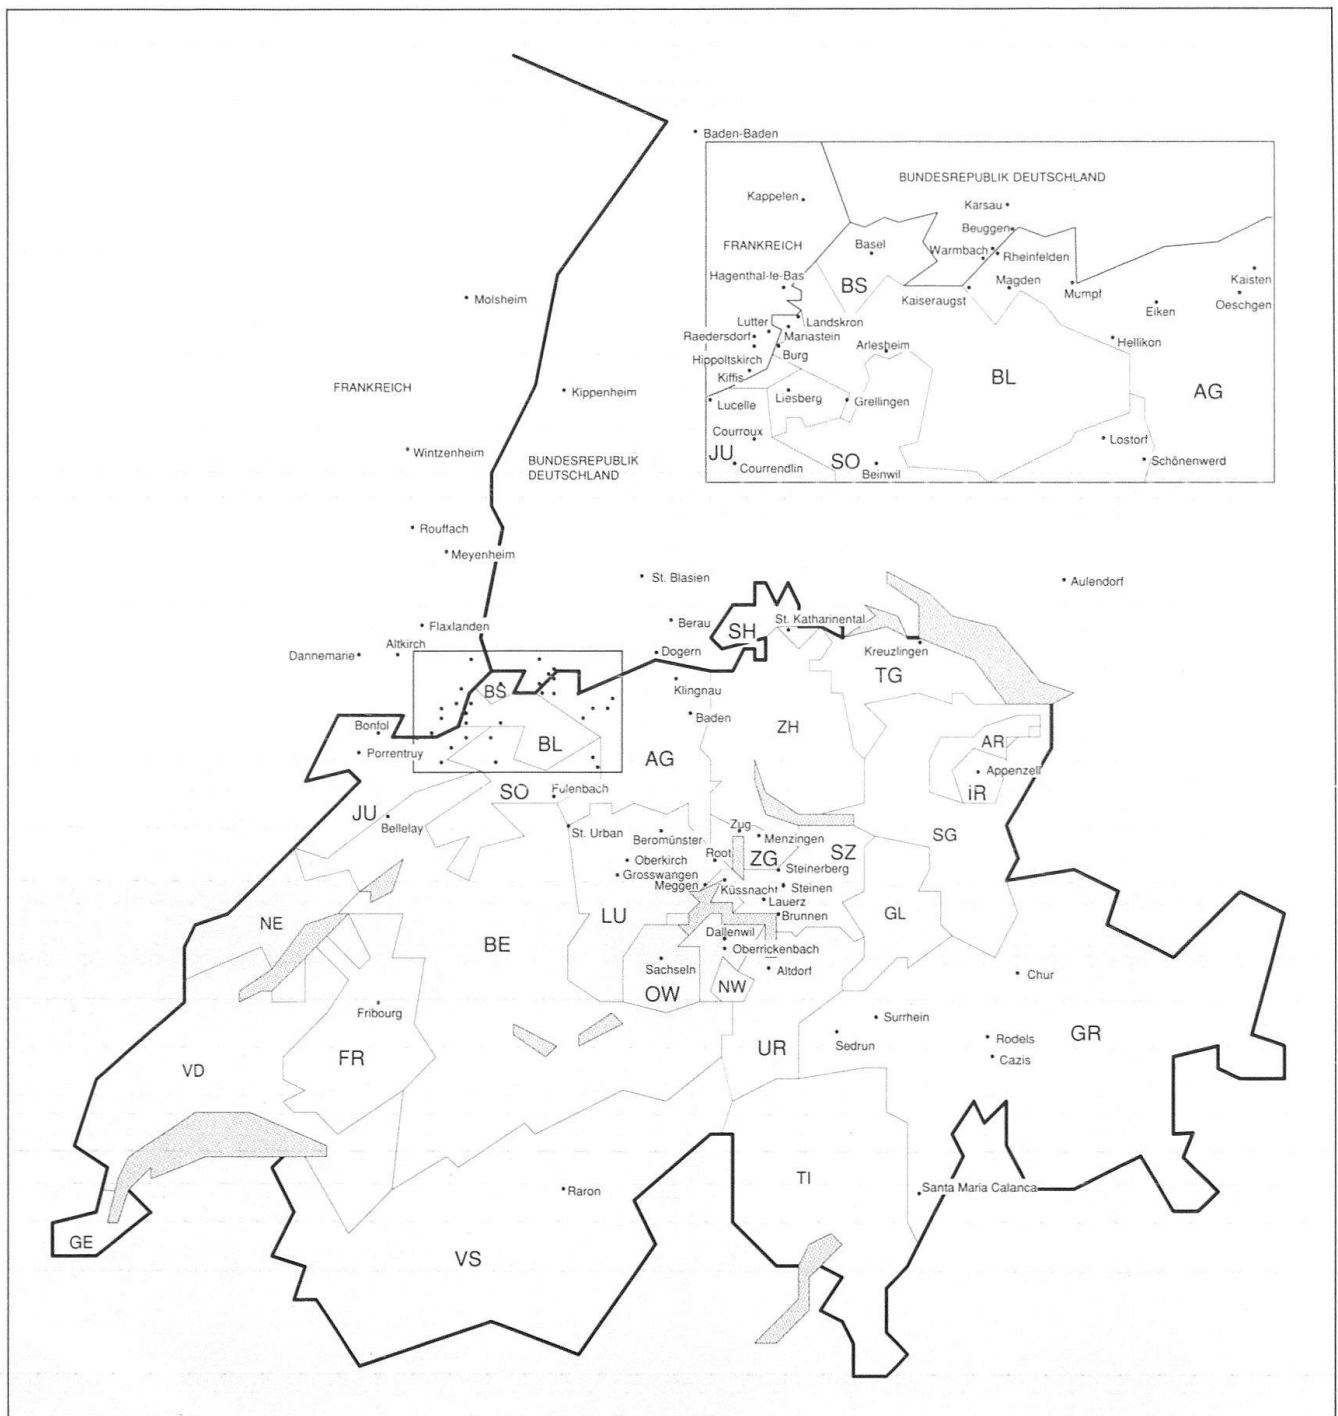 Baden-Baden
BUNDESREPUBLIK DEUTSCHLAND
Kappelen
Karsau
Beuggen
FRANKREICH
Basel
Warmbach
Rheinfelden
Hagenthal-le-Bas
BS
Kaiseraugst
Magden
Mumpf
Kaisten
Oeschgen
Eiken
Lutter
Landskron
Raedersdorf
Mariastein
Arlesheim
Hellikon
Hippoltskirch
Burg
Kiffis
BL
AG
Lucelle
Liesberg
Grellingen
Courroux
Lostorf
JU
SO
Courrendlin
Beinwil
Schönenwerd
Molsheim
FRANKREICH
Kippenheim
Wintzenheim
BUNDESREPUBLIK
DEUTSCHLAND
Rouffach
Meyenheim
St. Blasien
Aulendorf
Flaxlanden
Berau
SH
St. Katharinental
Altkirch
Dannemarie
Dogern
Kreuzlingen
TG
Klingnau
BS
Baden
Bonfol
ZH
BL
AR
Porrentruy
AG
Appenzell
SO
Fulenbach
iR
JU
Bellelay
St. Urban
Beromünster
Zug
Menzingen
SG
Oberkirch
Root
ZG
SZ
Grosswangen
Steinerberg
Meggen
Küssnacht
Steinen
Lauerz
LU
Brunnen
GL
NE
BE
Dallenwil
Oberrickenbach
Sachseln
Altdorf
Chur
OW
NW
Fribourg
Surrhein
Sedrun
Rodels
GR
FR
UR
Cazis
VD
TI
Raron
Santa Maria Calanca
GE
VS